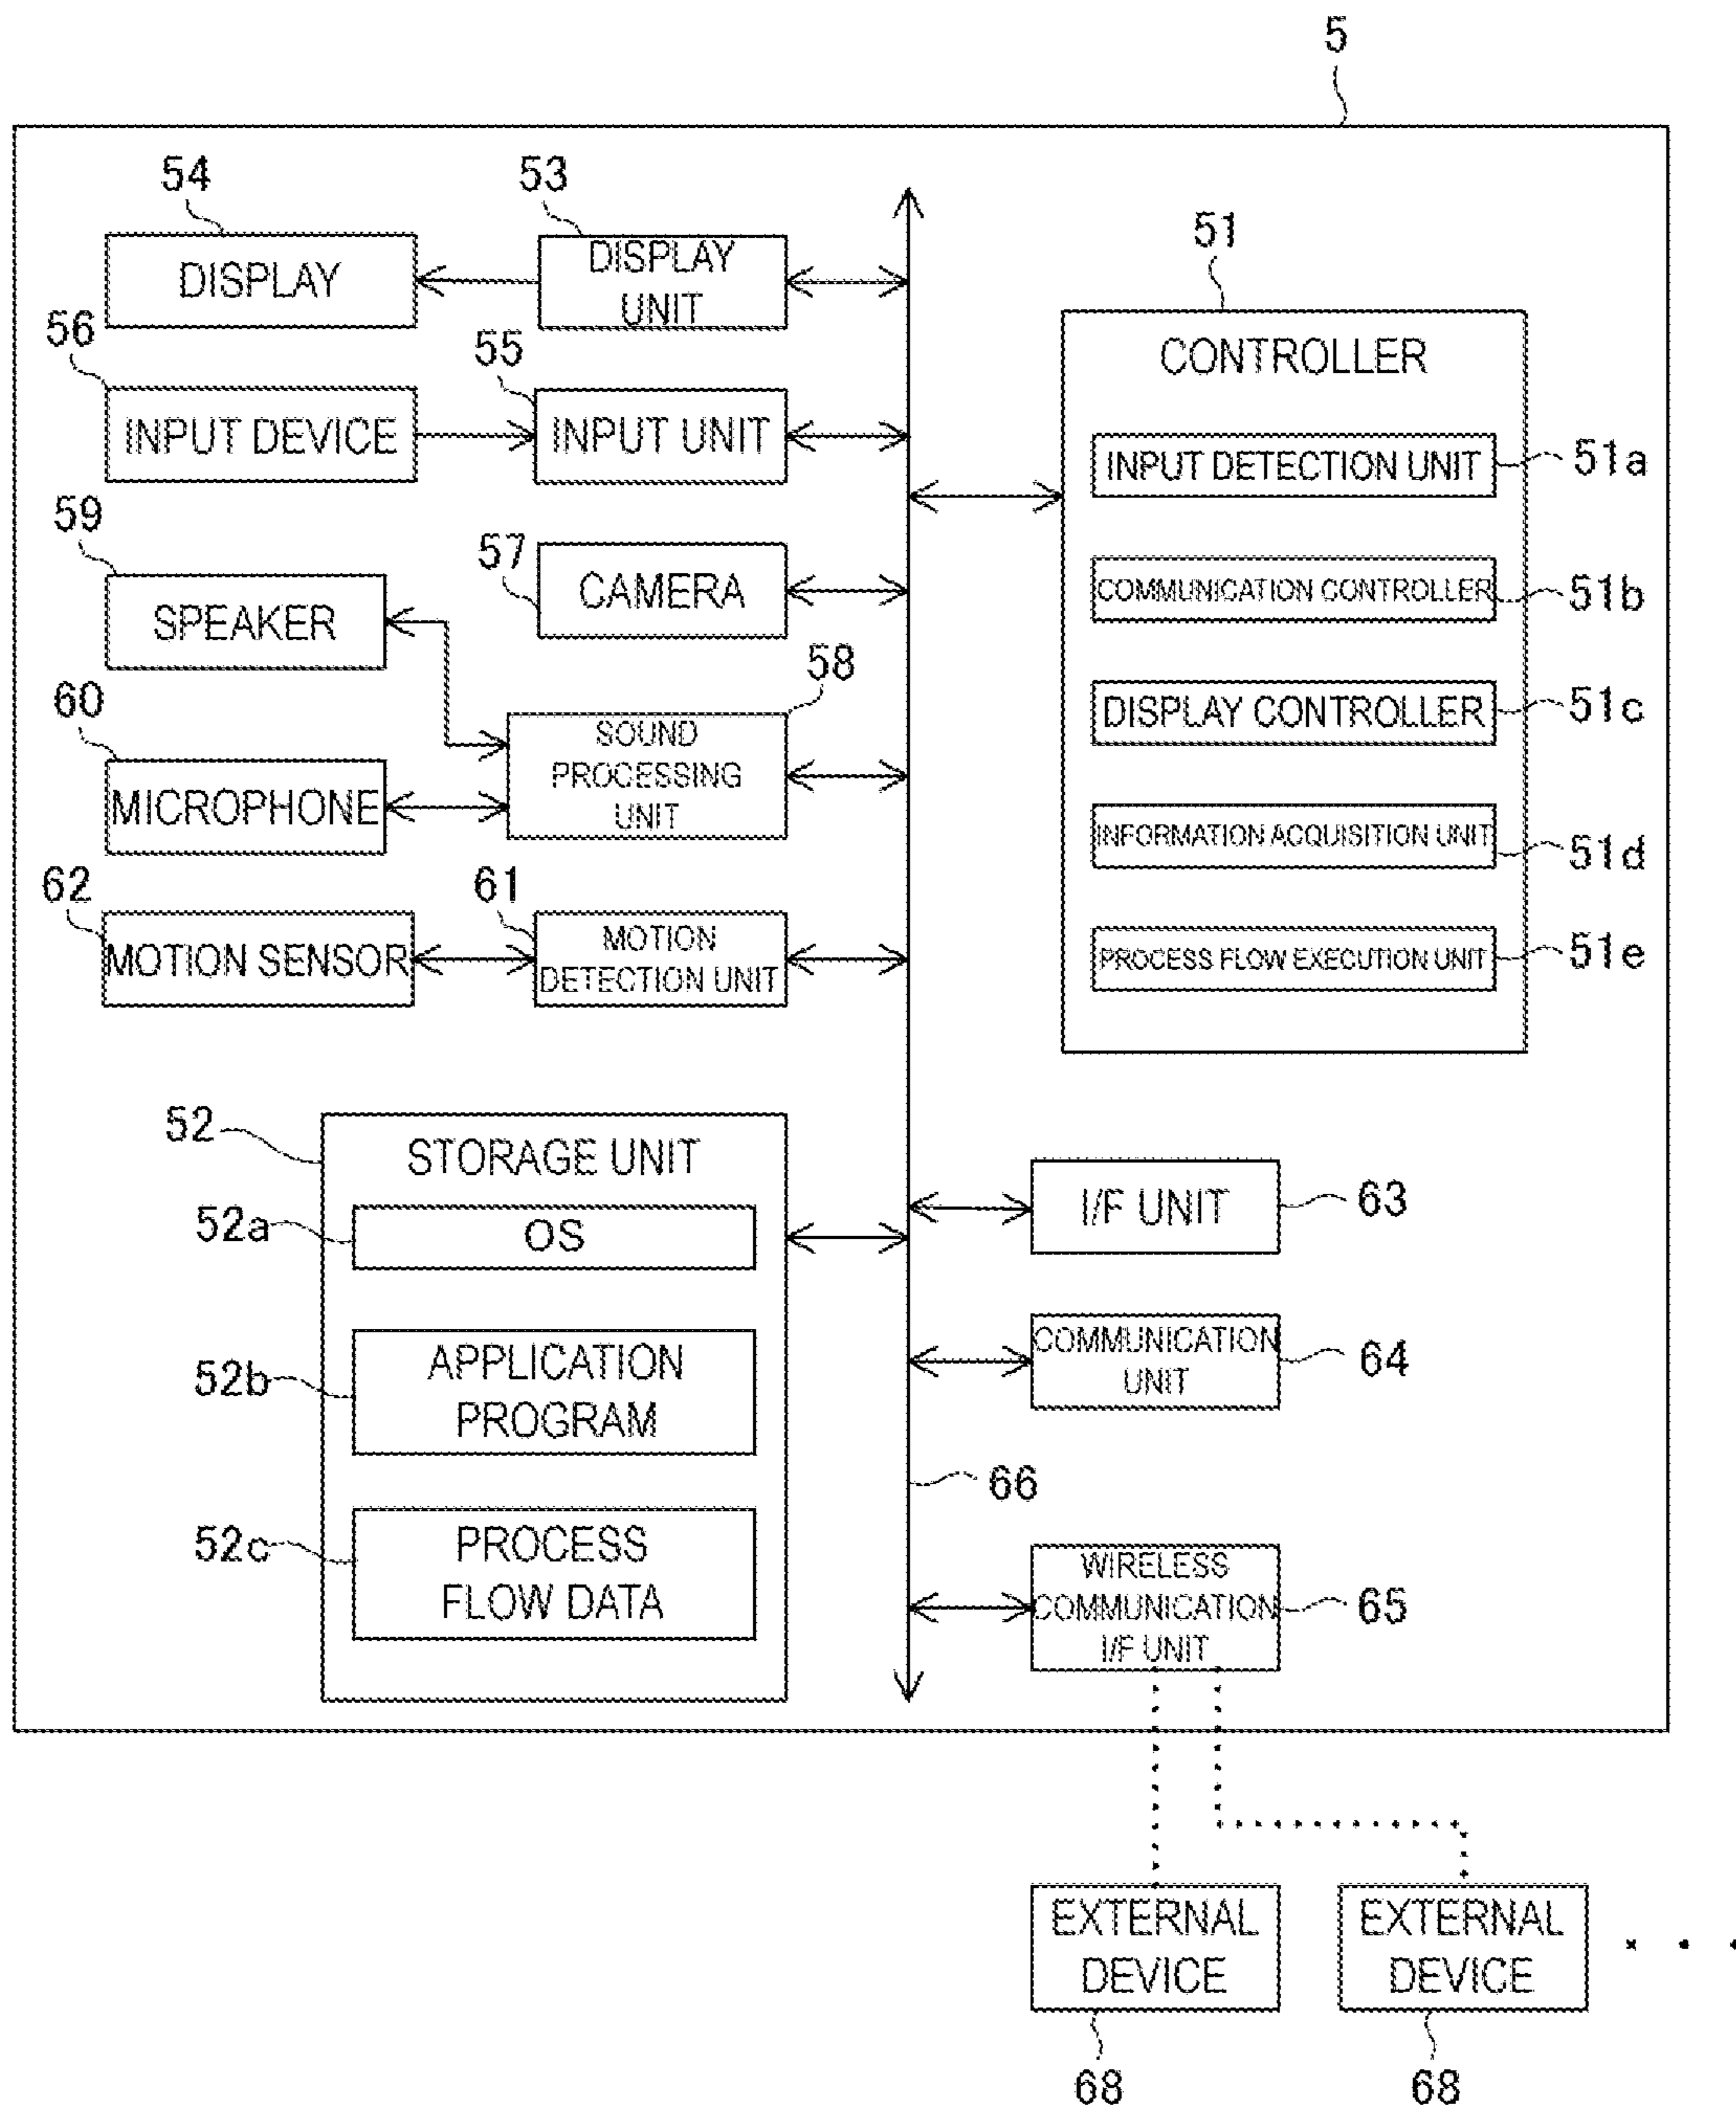 5
54
53
DISPLAY
DISPLAY
UNIT
56
55
INPUT DEVICE
INPUT UNIT
59
57
SPEAKER
CAMERA
60
58
MICROPHONE
SOUND
PROCESSING
UNIT
62
61
MOTION SENSOR
MOTION
DETECTION UNIT
51
CONTROLLER
INPUT DETECTION UNIT
51a
COMMUNICATION CONTROLLER
51b
DISPLAY CONTROLLER
51c
INFORMATION ACQUISITION UNIT
51d
PROCESS FLOW EXECUTION UNIT
51e
52
STORAGE UNIT
52a
OS
52b
APPLICATION
PROGRAM
52c
PROCESS
FLOW DATA
I/F UNIT
63
COMMUNICATION
UNIT
64
66
WIRELESS
COMMUNICATION
I/F UNIT
65
EXTERNAL
DEVICE
EXTERNAL
DEVICE
. . .
68
68